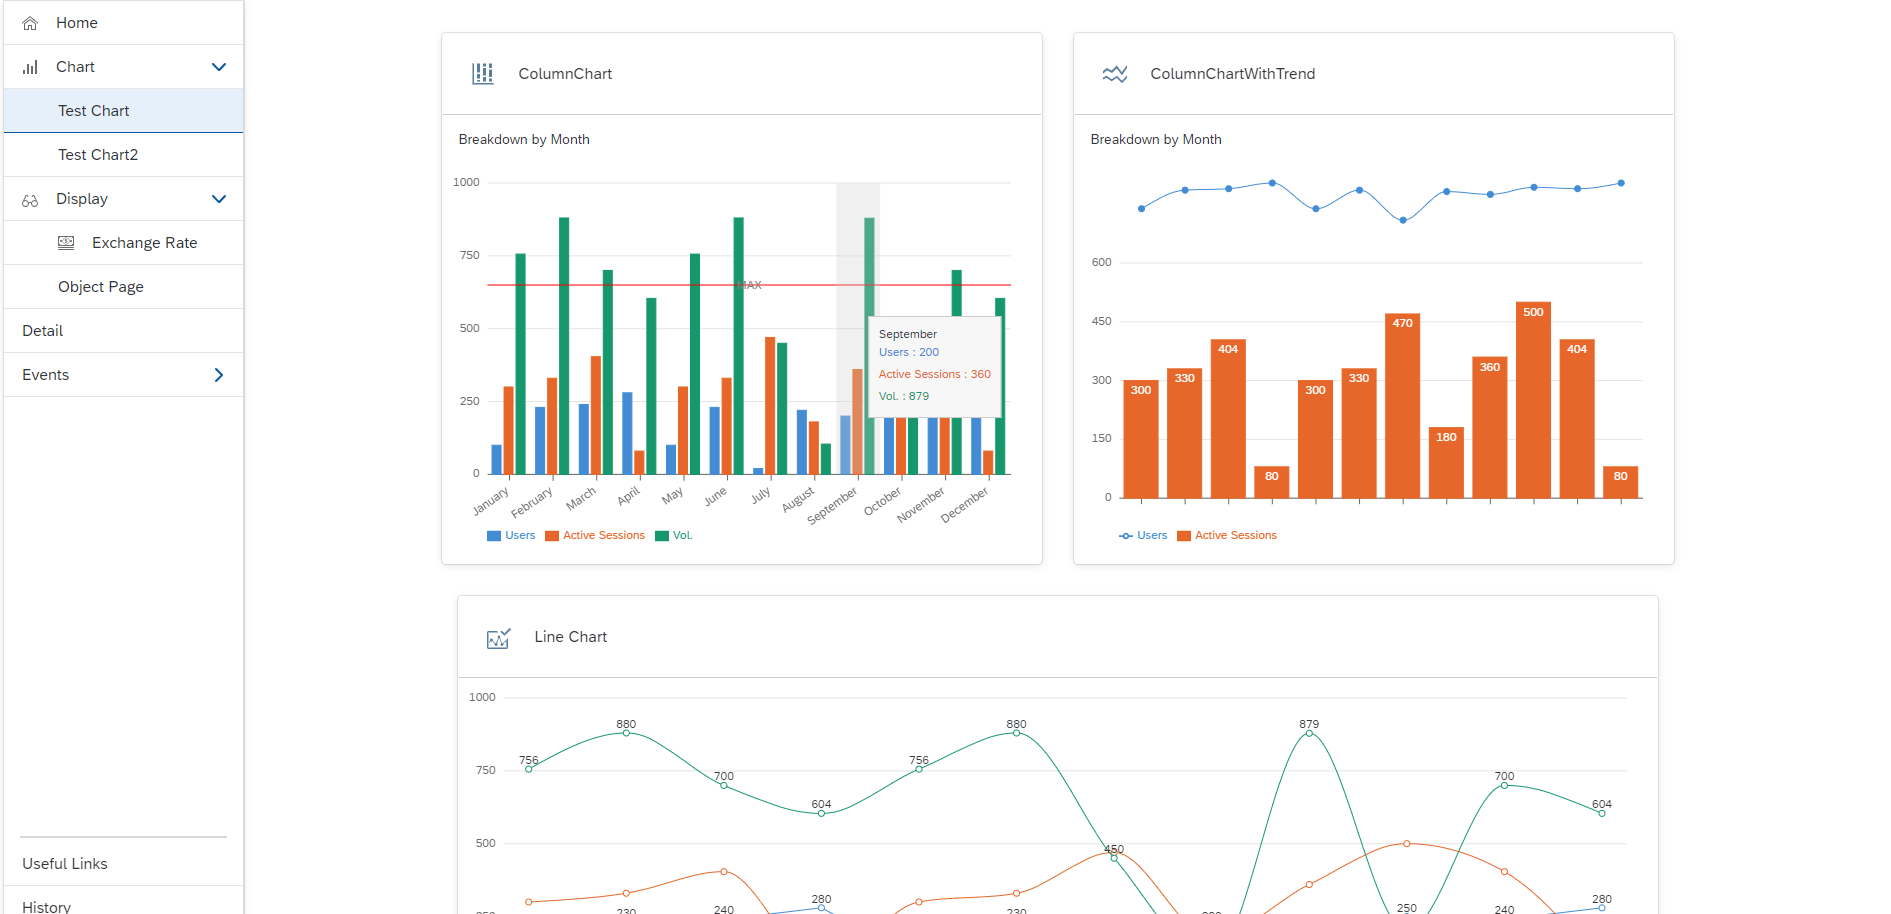 Home
Chart
Test Chart
Test Chart2
Display
Exchange Rate
Object Page
Detail
Events
Useful Links
History
ColumnChart
Breakdown by Month
1000
750
500
250
0
MAX
September
Users : 200
Active Sessions : 360
Vol. : 879
January
February
March
April
May
June
July
August
September
October
November
December
Users
Active Sessions
Vol.
ColumnChartWithTrend
Breakdown by Month
600
450
300
150
0
300
330
404
80
300
330
470
180
360
500
404
80
Users
Active Sessions
Line Chart
1000
750
500
756
880
700
604
756
880
450
879
700
604
230
240
280
230
250
240
280